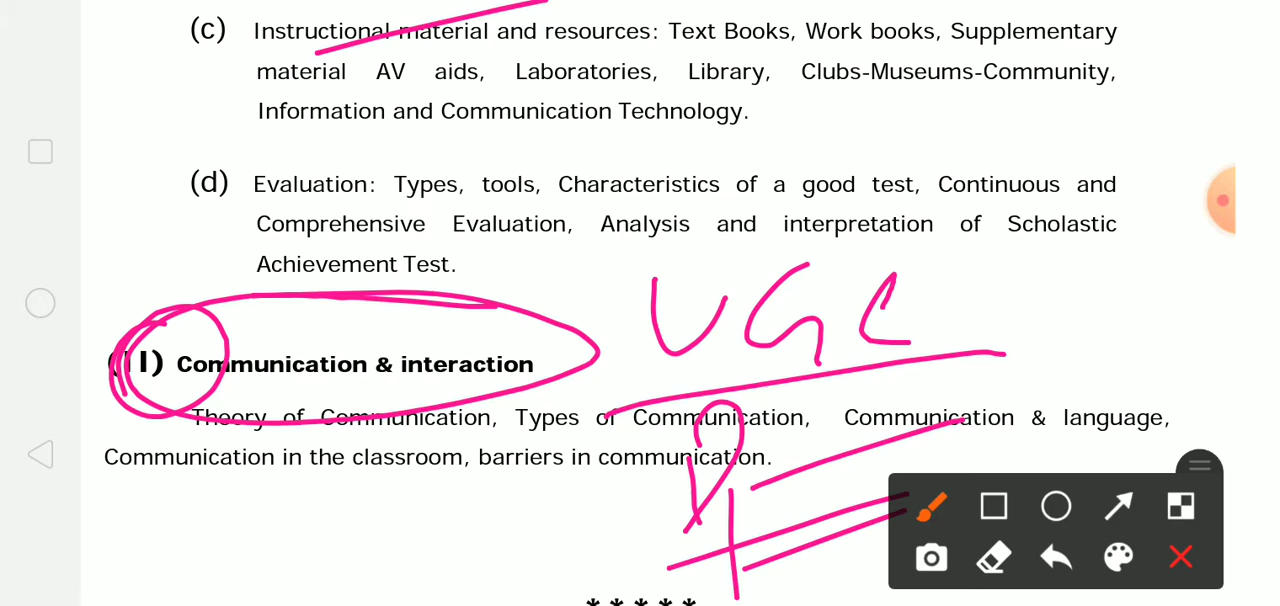 (c) Instructional material and resources: Text Books, Work books, Supplementary
material AV aids, Laboratories, Library, Clubs-Museums-Community,
Information and Communication Technology.
(d) Evaluation: Types, tools, Characteristics of a good test, Continuous and
Comprehensive Evaluation, Analysis and interpretation of Scholastic
Achievement Test.
UGC
(II) Communication & interaction
Theory of Communication, Types of Communication, Communication & language,
Communication in the classroom, barriers in communication.
*****